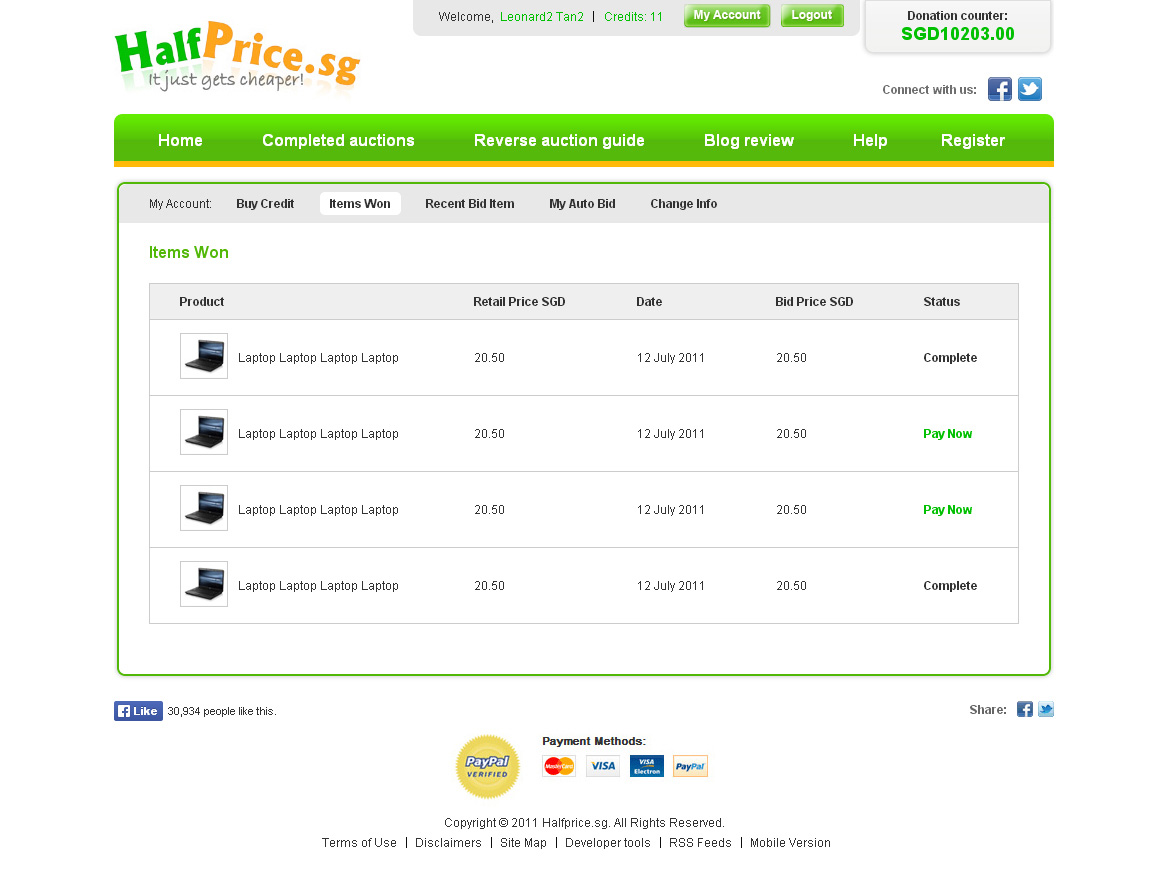 Welcome, Leonard2 Tan2 | Credits: 11 My Account Logout
Donation counter:
SGD10203.00
HalfPrice.sg
It just gets cheaper!
Connect with us:
Home Completed auctions Reverse auction guide Blog review Help Register
My Account: Buy Credit Items Won Recent Bid Item My Auto Bid Change Info
Items Won
Product Retail Price SGD Date Bid Price SGD Status
Laptop Laptop Laptop Laptop 20.50 12 July 2011 20.50 Complete
Laptop Laptop Laptop Laptop 20.50 12 July 2011 20.50 Pay Now
Laptop Laptop Laptop Laptop 20.50 12 July 2011 20.50 Pay Now
Laptop Laptop Laptop Laptop 20.50 12 July 2011 20.50 Complete
Like 30,934 people like this.
Share:
PayPal
VERIFIED
Payment Methods:
MasterCard VISA VISA Electron PayPal
Copyright © 2011 Halfprice.sg. All Rights Reserved.
Terms of Use | Disclaimers | Site Map | Developer tools | RSS Feeds | Mobile Version